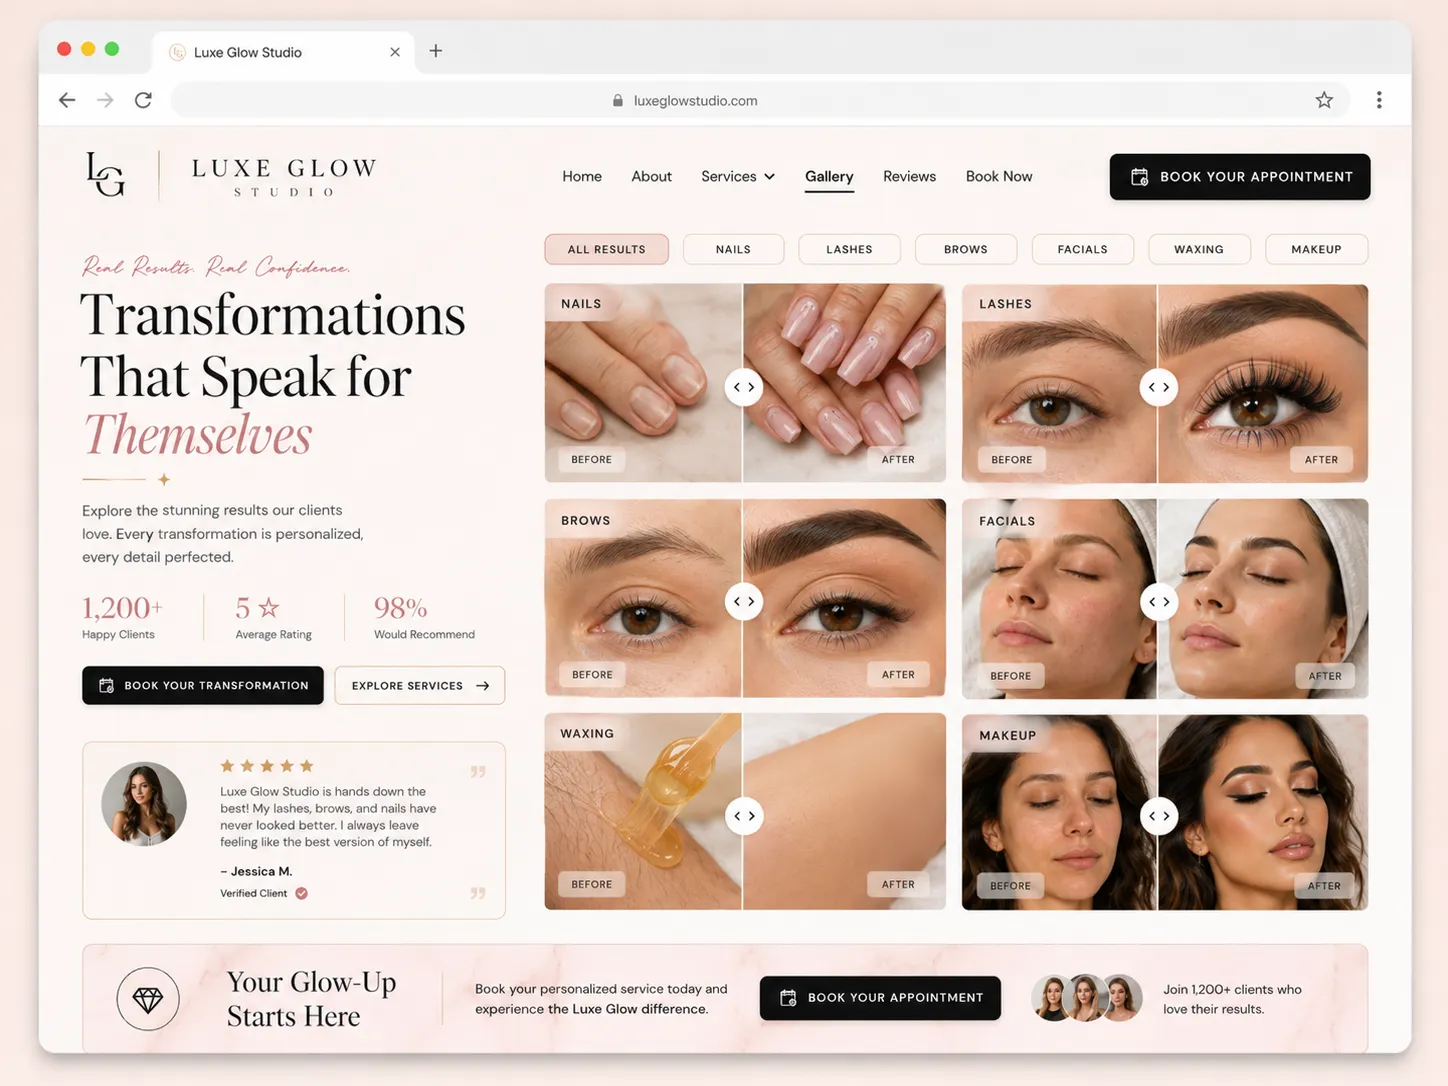 Luxe Glow Studio
luxeglowstudio.com
LG
LUXE GLOW
STUDIO
Home
About
Services
Gallery
Reviews
Book Now
BOOK YOUR APPOINTMENT
Real Results. Real Confidence.
Transformations
That Speak for
Themselves
Explore the stunning results our clients
love. Every transformation is personalized,
every detail perfected.
1,200+
Happy Clients
5 ☆
Average Rating
98%
Would Recommend
BOOK YOUR TRANSFORMATION
EXPLORE SERVICES →
Luxe Glow Studio is hands down the
best! My lashes, brows, and nails have
never looked better. I always leave
feeling like the best version of myself.
– Jessica M.
Verified Client
ALL RESULTS
NAILS
LASHES
BROWS
FACIALS
WAXING
MAKEUP
NAILS
BEFORE
AFTER
LASHES
BEFORE
AFTER
BROWS
BEFORE
AFTER
FACIALS
BEFORE
AFTER
WAXING
BEFORE
AFTER
MAKEUP
BEFORE
AFTER
Your Glow-Up
Starts Here
Book your personalized service today and
experience the Luxe Glow difference.
BOOK YOUR APPOINTMENT
Join 1,200+ clients who
love their results.